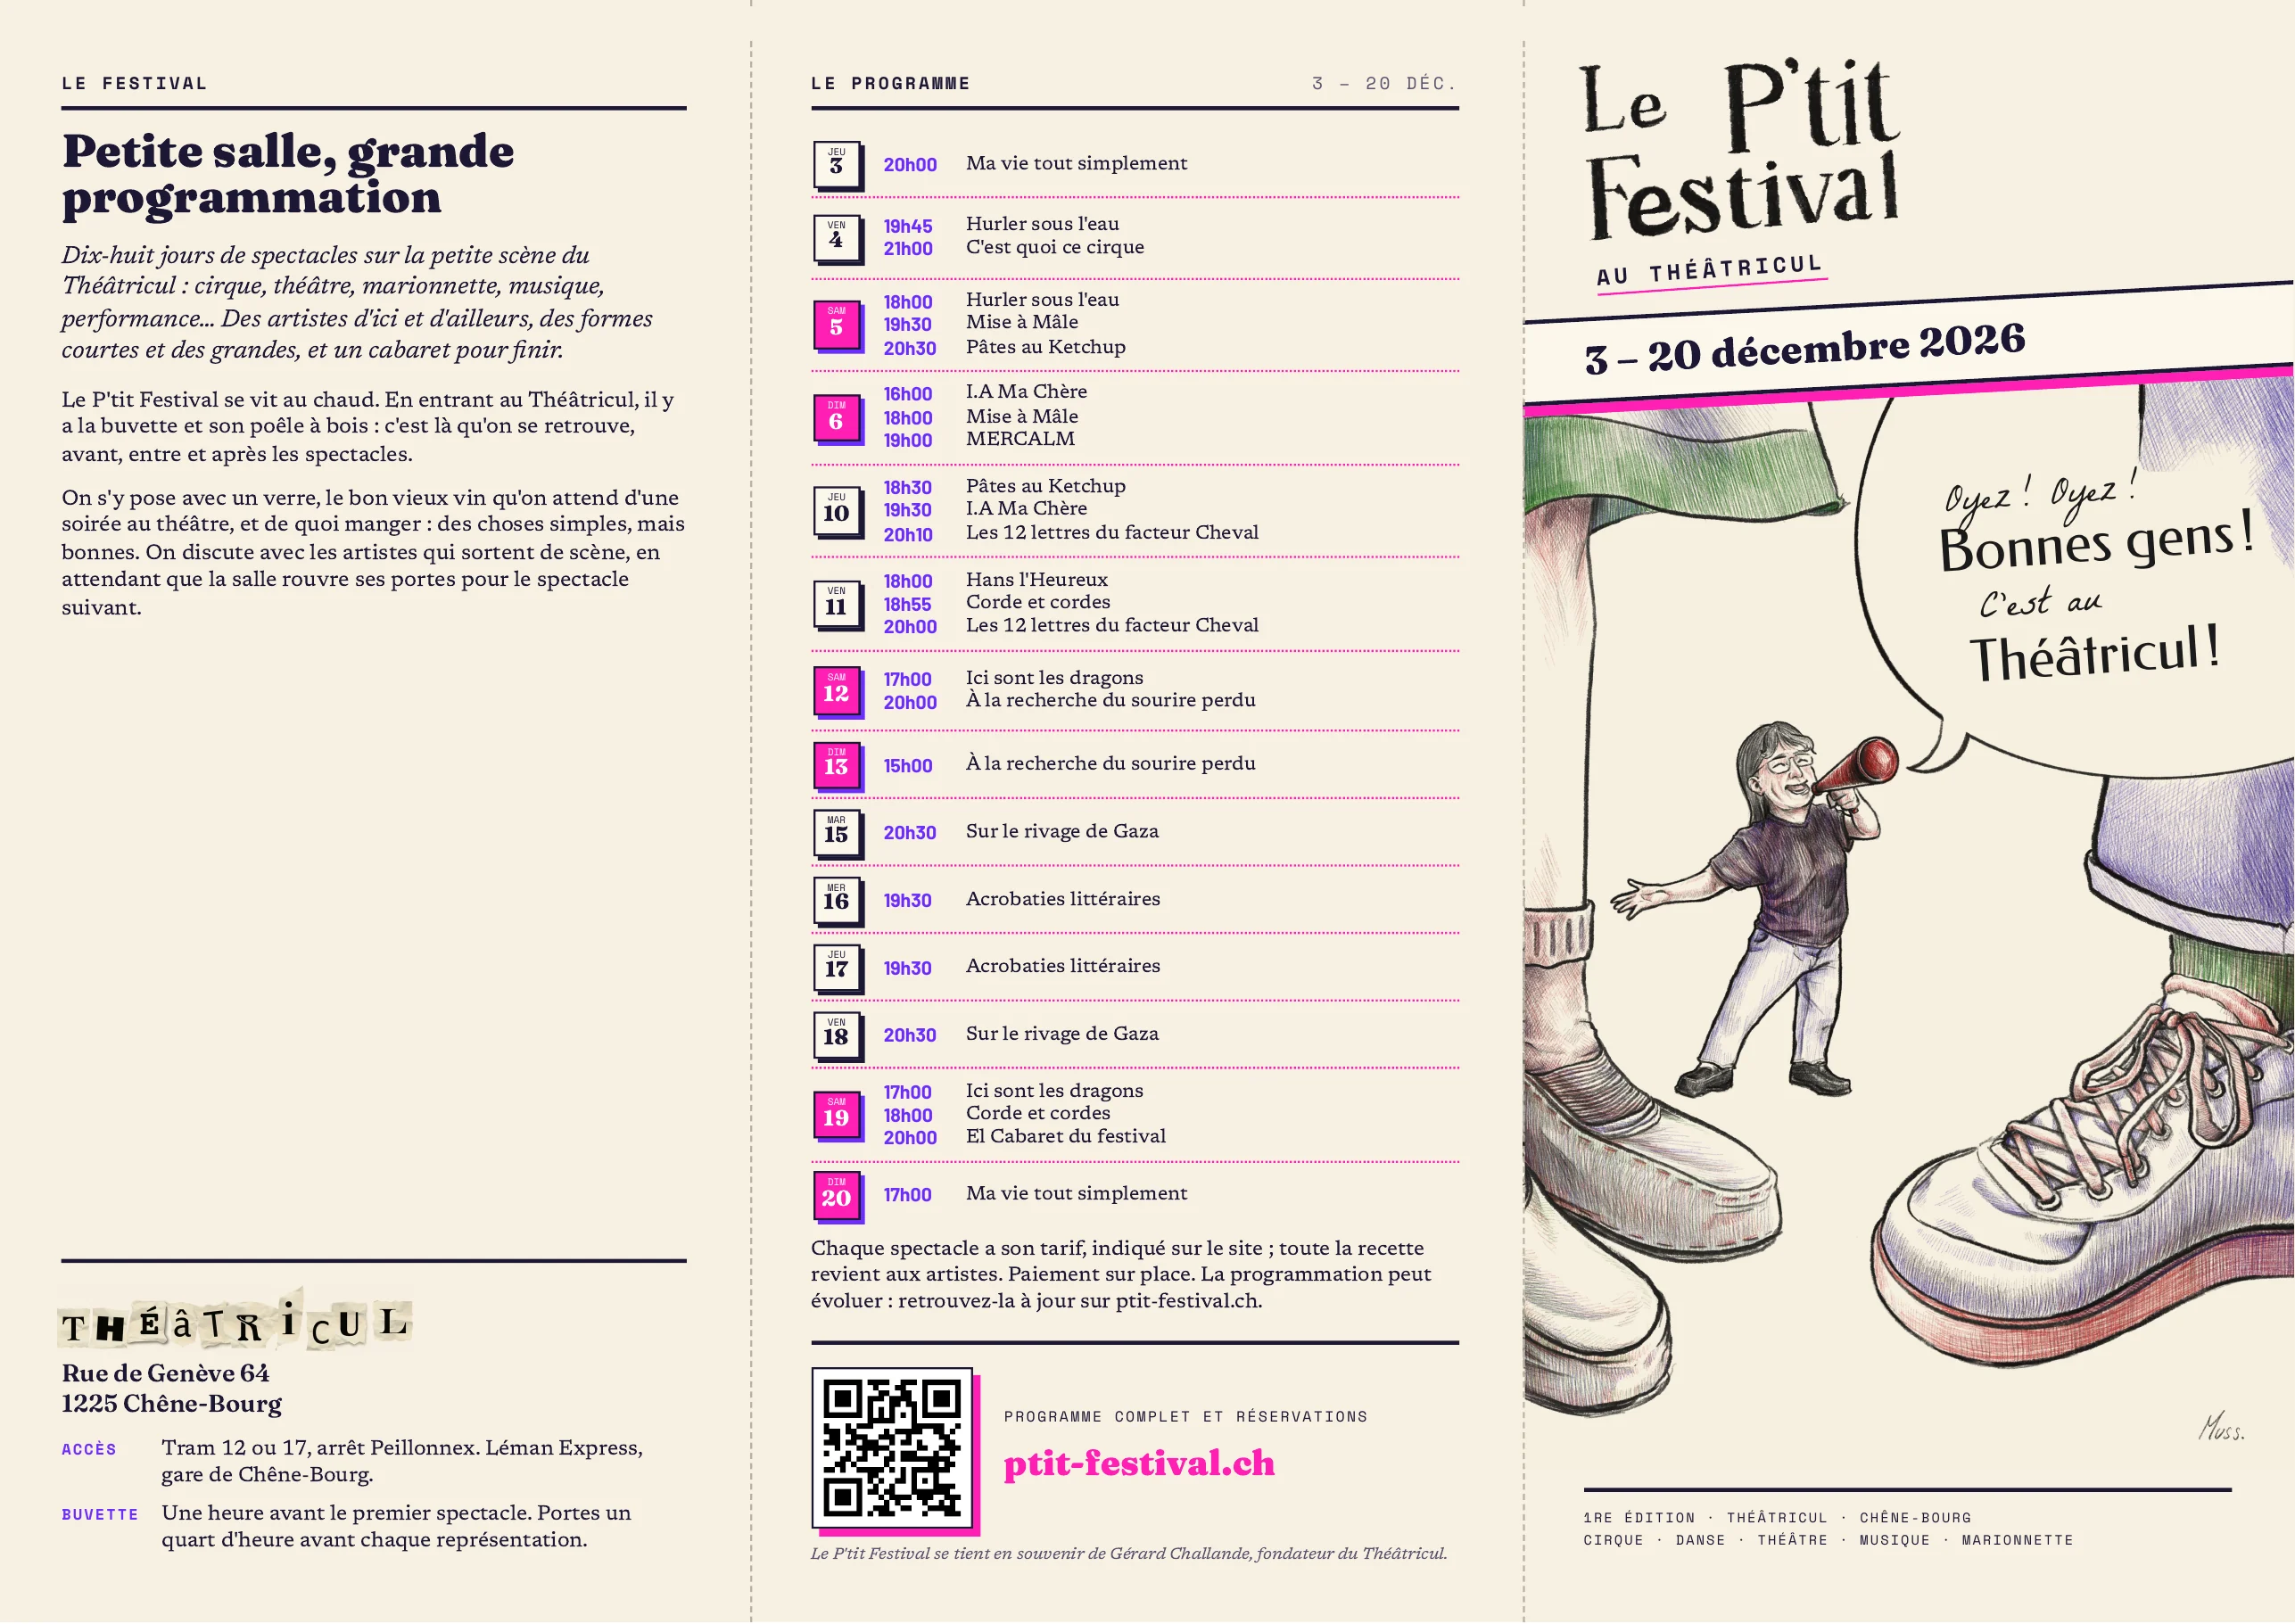 LE FESTIVAL
Petite salle, grande
programmation
Dix-huit jours de spectacles sur la petite scène du
Théâtricul : cirque, théâtre, marionnette, musique,
performance... Des artistes d'ici et d'ailleurs, des formes
courtes et des grandes, et un cabaret pour finir.
Le P'tit Festival se vit au chaud. En entrant au Théâtricul, il y
a la buvette et son poêle à bois : c'est là qu'on se retrouve,
avant, entre et après les spectacles.
On s'y pose avec un verre, le bon vieux vin qu'on attend d'une
soirée au théâtre, et de quoi manger : des choses simples, mais
bonnes. On discute avec les artistes qui sortent de scène, en
attendant que la salle rouvre ses portes pour le spectacle
suivant.
THÉâTRiCUL
Rue de Genève 64
1225 Chêne-Bourg
ACCÈS Tram 12 ou 17, arrêt Peillonnex. Léman Express,
gare de Chêne-Bourg.
BUVETTE Une heure avant le premier spectacle. Portes un
quart d'heure avant chaque représentation.
LE PROGRAMME 3 – 20 DÉC.
JEU
3 20h00 Ma vie tout simplement
VEN
4 19h45 Hurler sous l'eau
21h00 C'est quoi ce cirque
SAM
5 18h00 Hurler sous l'eau
19h30 Mise à Mâle
20h30 Pâtes au Ketchup
DIM
6 16h00 I.A Ma Chère
18h00 Mise à Mâle
19h00 MERCALM
JEU
10 18h30 Pâtes au Ketchup
19h30 I.A Ma Chère
20h10 Les 12 lettres du facteur Cheval
VEN
11 18h00 Hans l'Heureux
18h55 Corde et cordes
20h00 Les 12 lettres du facteur Cheval
SAM
12 17h00 Ici sont les dragons
20h00 À la recherche du sourire perdu
DIM
13 15h00 À la recherche du sourire perdu
MAR
15 20h30 Sur le rivage de Gaza
MER
16 19h30 Acrobaties littéraires
JEU
17 19h30 Acrobaties littéraires
VEN
18 20h30 Sur le rivage de Gaza
SAM
19 17h00 Ici sont les dragons
18h00 Corde et cordes
20h00 El Cabaret du festival
DIM
20 17h00 Ma vie tout simplement
Chaque spectacle a son tarif, indiqué sur le site ; toute la recette
revient aux artistes. Paiement sur place. La programmation peut
évoluer : retrouvez-la à jour sur ptit-festival.ch.
PROGRAMME COMPLET ET RÉSERVATIONS
ptit-festival.ch
Le P'tit Festival se tient en souvenir de Gérard Challande, fondateur du Théâtricul.
Le P'tit
Festival
AU THÉÂTRICUL
3 – 20 décembre 2026
Oyez ! Oyez !
Bonnes gens !
C'est au
Théâtricul !
Muss.
1RE ÉDITION · THÉÂTRICUL · CHÊNE-BOURG
CIRQUE · DANSE · THÉÂTRE · MUSIQUE · MARIONNETTE